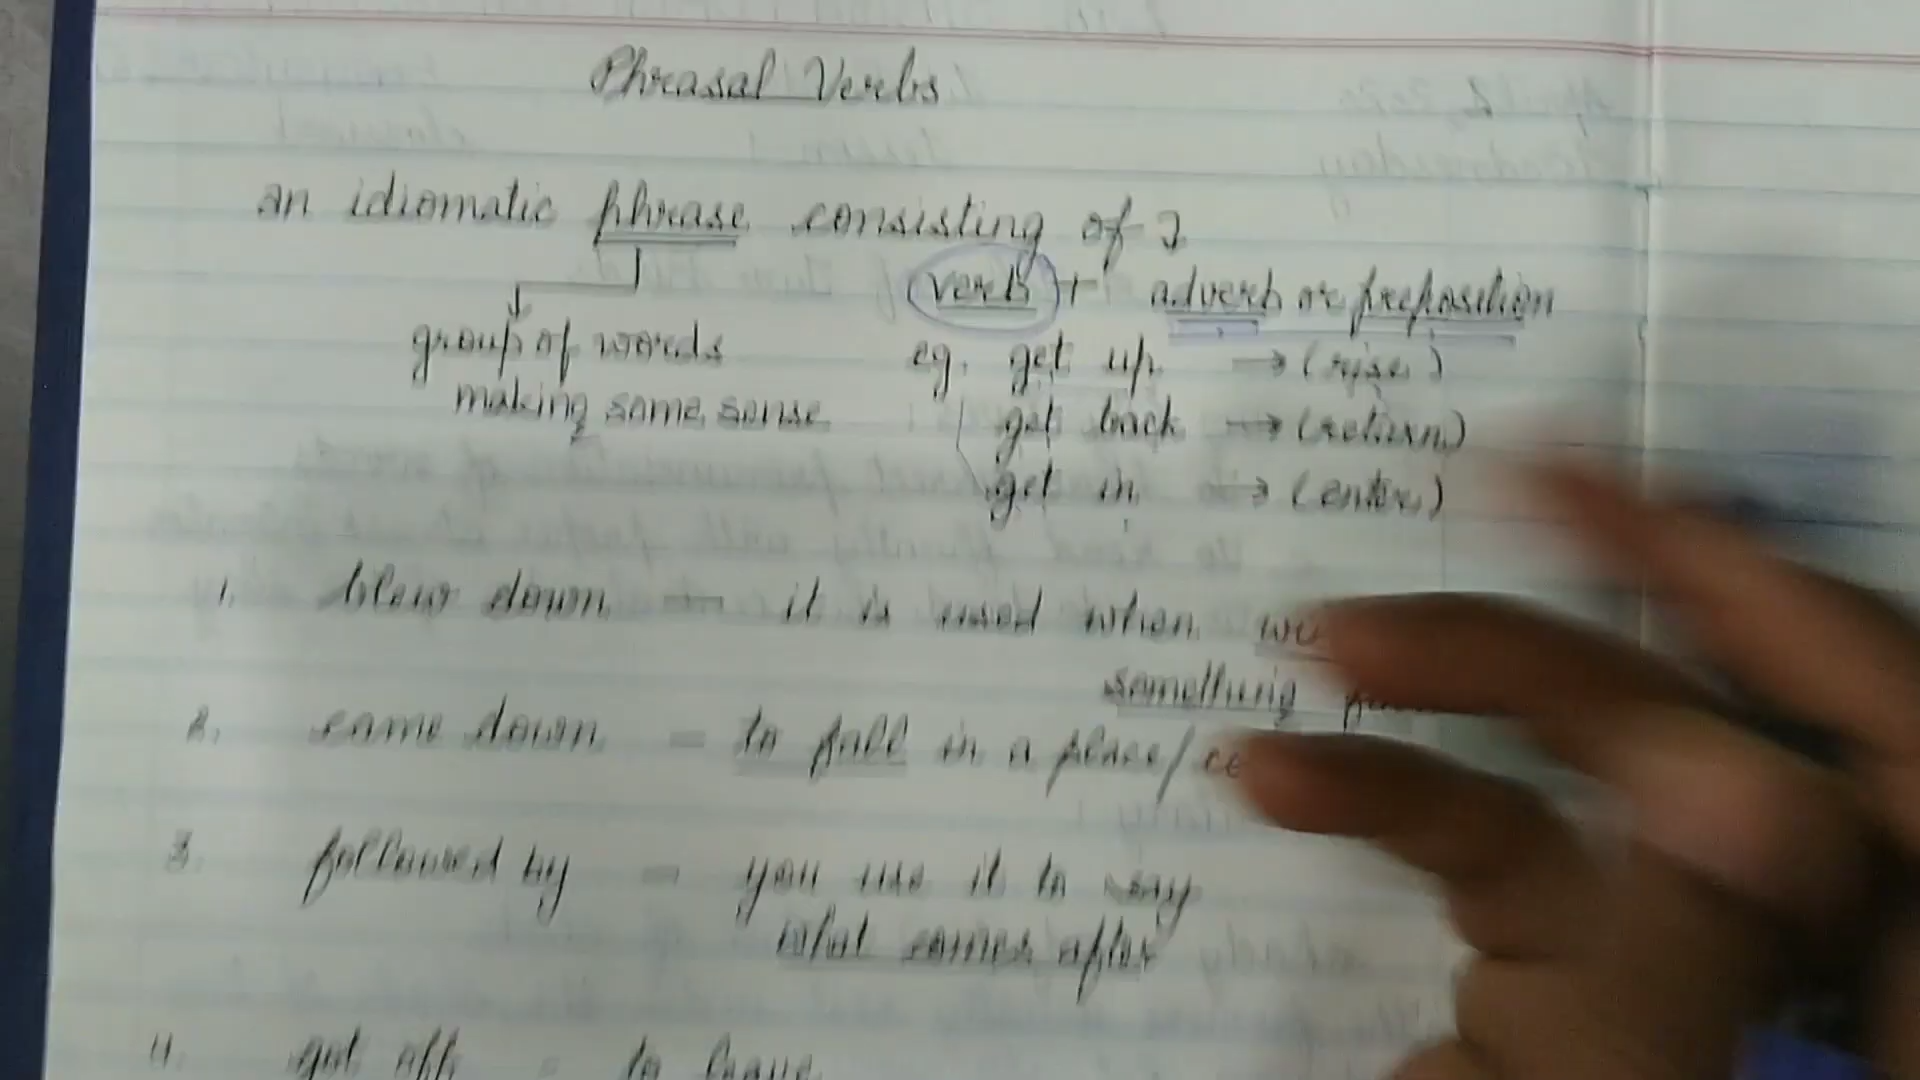 Phrasal Verbs
an idiomatic phrase consisting of a
verb + adverb or preposition
group of words
making some sense
eg. get up → (rise)
get back → (return)
get in → (enter)
1. blow down — it is used when we
something
2. came down = to fall in a place/
3. followed by = you use it to say
what comes after
4. got off = to leave